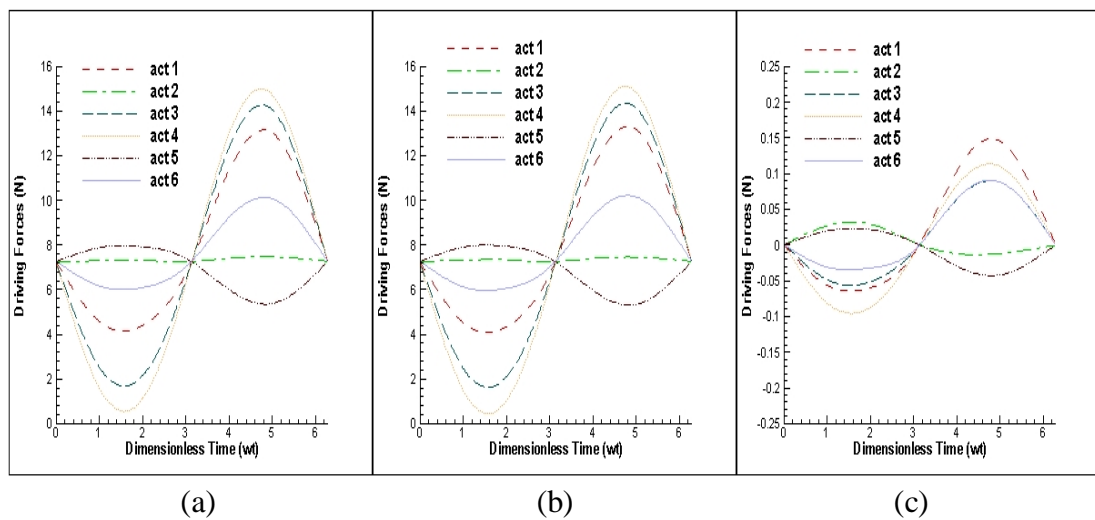 act 1
act 2
act 3
act 4
act 5
act 6
Driving Forces (N)
16
14
12
10
8
6
4
2
0
0 1 2 3 4 5 6
Dimensionless Time (wt)
(a)
act 1
act 2
act 3
act 4
act 5
act 6
Driving Forces (N)
16
14
12
10
8
6
4
2
0
0 1 2 3 4 5 6
Dimensionless Time (wt)
(b)
act 1
act 2
act 3
act 4
act 5
act 6
Driving Forces (N)
0.25
0.2
0.15
0.1
0.05
0
-0.05
-0.1
-0.15
-0.2
-0.25
0 1 2 3 4 5 6
Dimensionless Time (wt)
(c)